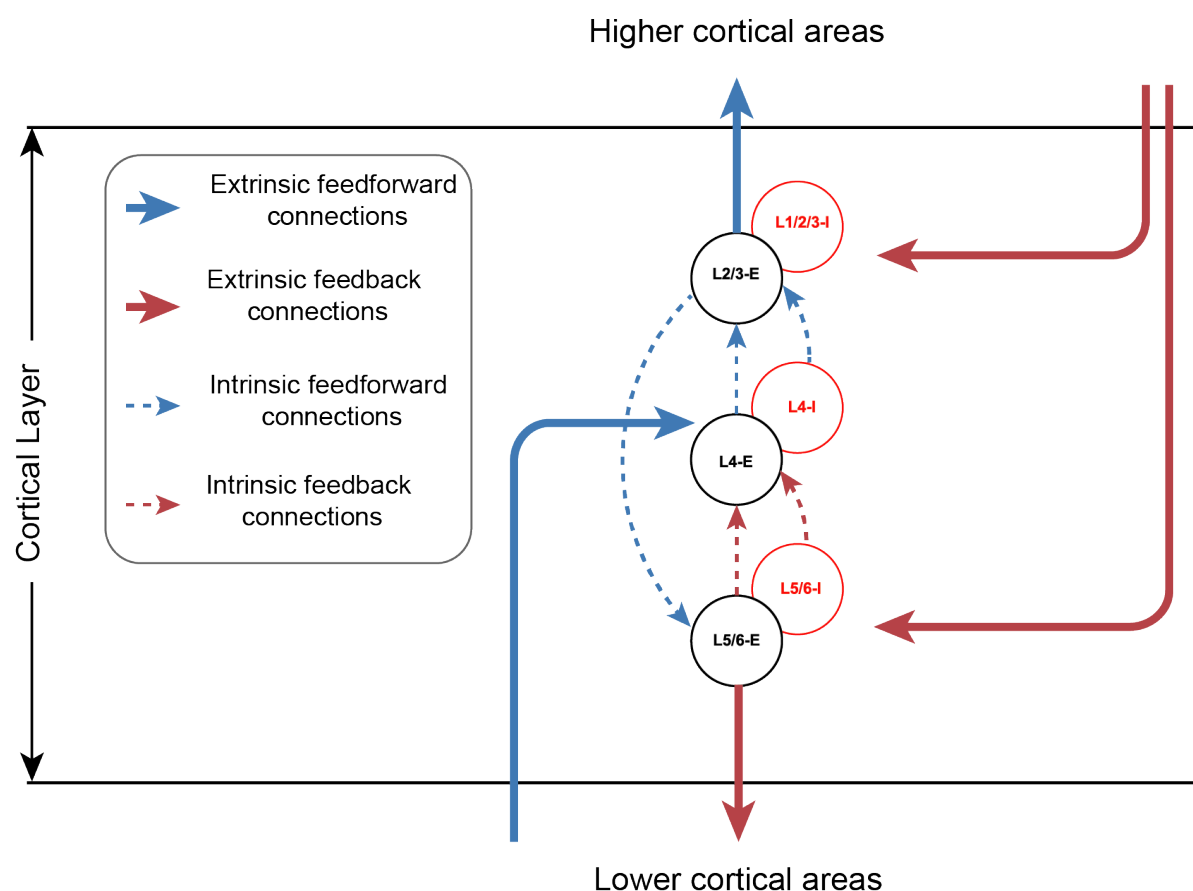 Higher cortical areas
Extrinsic feedforward
connections
Extrinsic feedback
connections
Intrinsic feedforward
connections
Intrinsic feedback
connections
Cortical Layer
L1/2/3-I
L2/3-E
L4-I
L4-E
L5/6-I
L5/6-E
Lower cortical areas